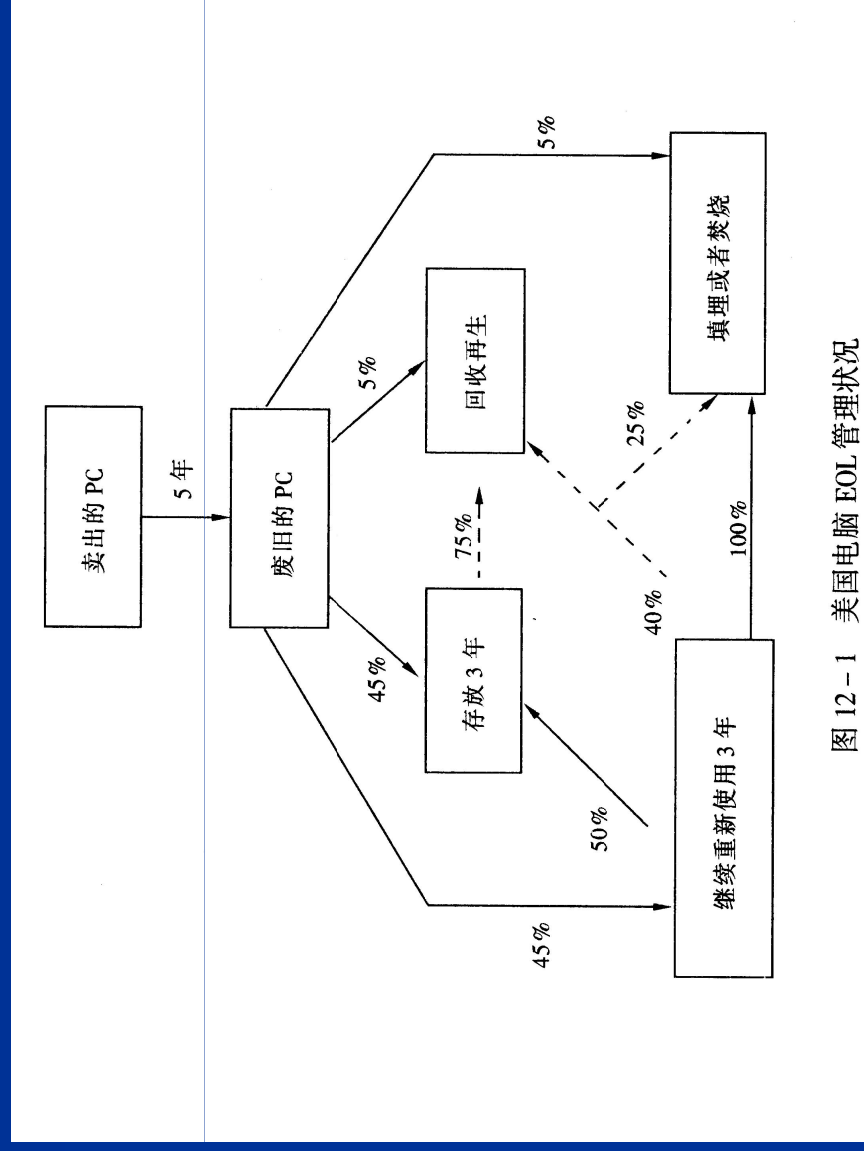 卖出的 PC
5 年
废旧的 PC
45%
45%
5%
5%
存放 3 年
75%
回收再生
50%
40%
25%
继续重新使用 3 年
100%
填埋或者焚烧
图 12-1 美国电脑 EOL 管理状况